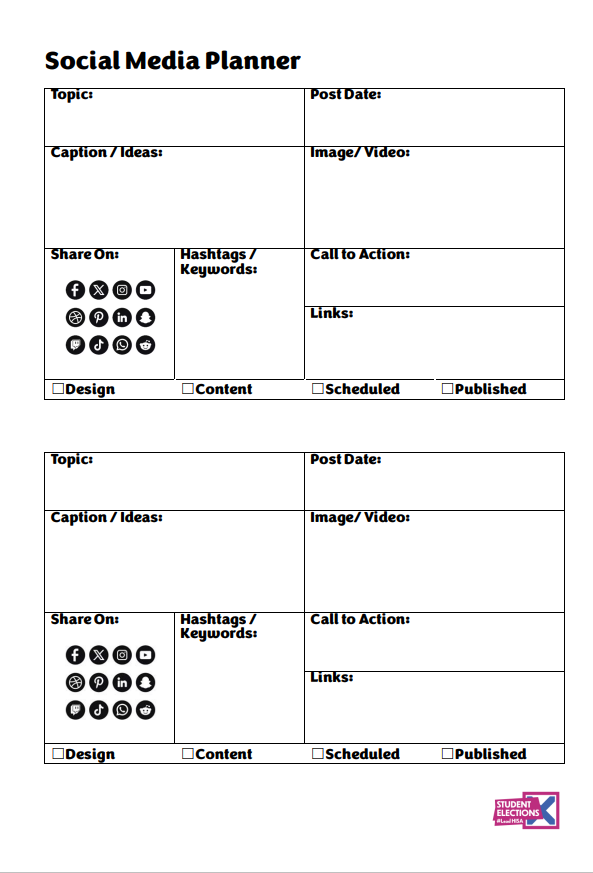 Social Media Planner
Topic: Post Date:
Caption / Ideas: Image/ Video:
Share On: Hashtags / Call to Action:
Keywords:
Links:
Design Content Scheduled Published
Topic: Post Date:
Caption / Ideas: Image/ Video:
Share On: Hashtags / Call to Action:
Keywords:
Links:
Design Content Scheduled Published
STUDENT
ELECTIONS
#LeadHISA